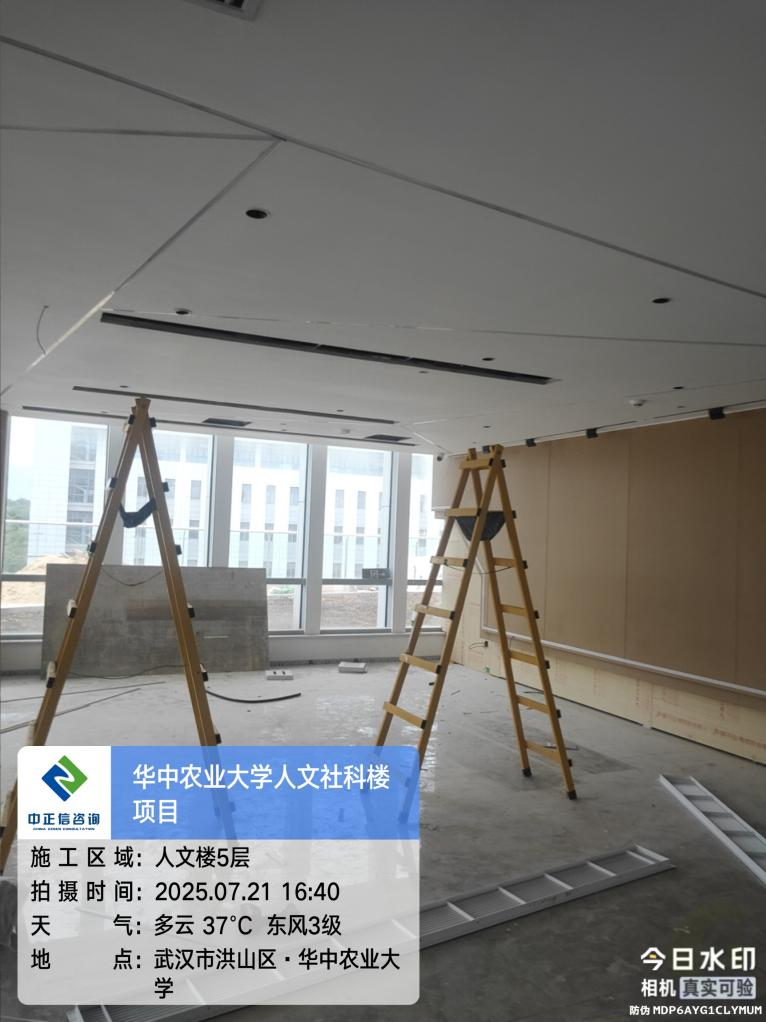 华中农业大学人文社科楼
项目
中正信咨询
施工区域：人文楼5层
拍摄时间：2025.07.21 16:40
天气：多云 37°C 东风3级
地点：武汉市洪山区·华中农业大
学
今日水印
相机 真实可验
防伪 MDP6AYG1CLYMUM